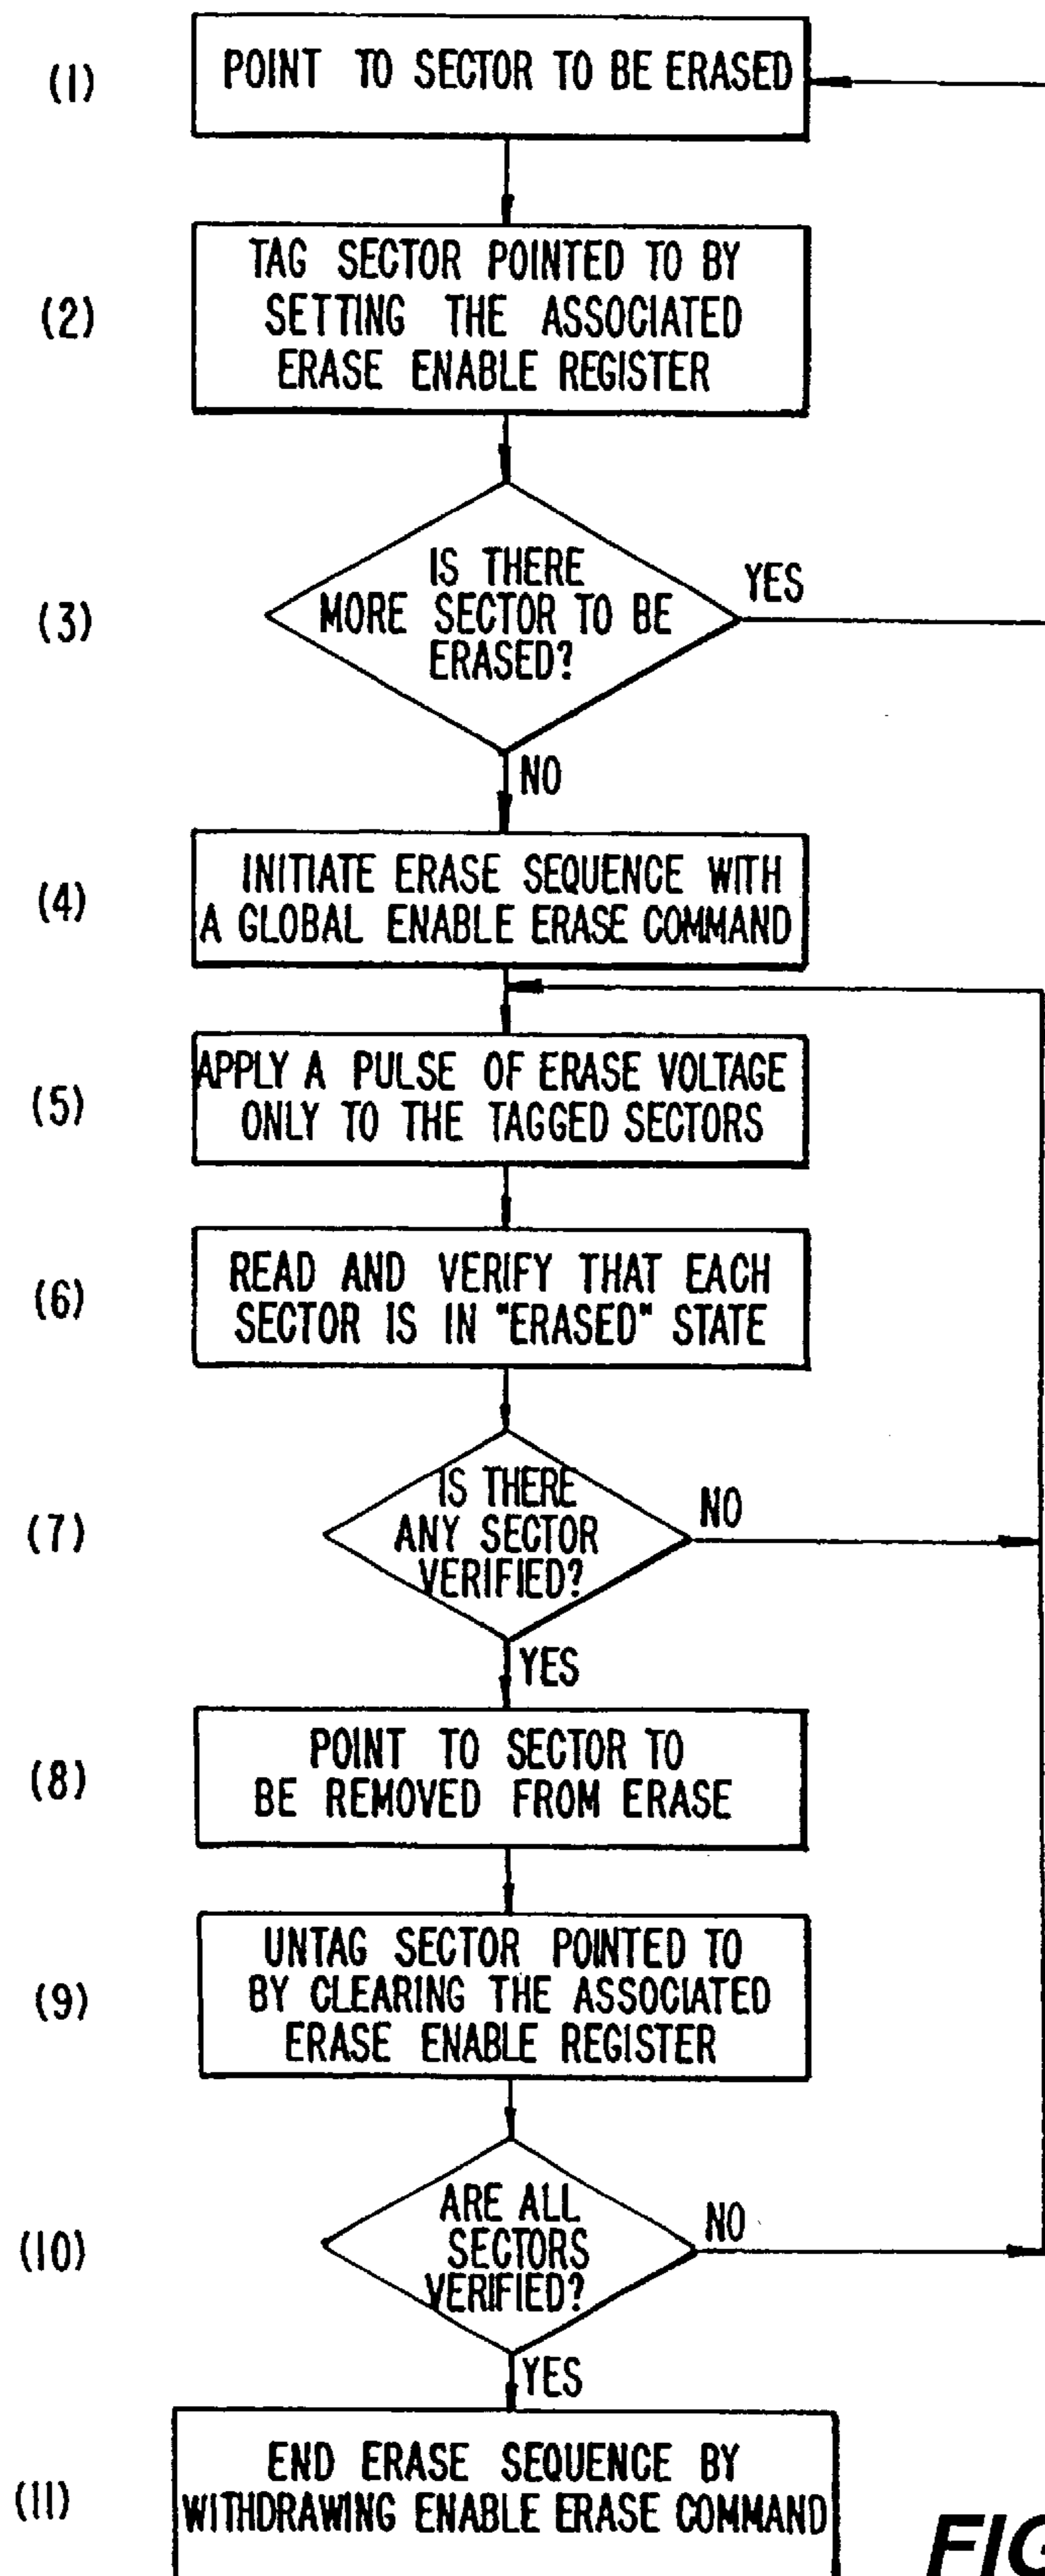 (1)
POINT TO SECTOR TO BE ERASED
(2)
TAG SECTOR POINTED TO BY
SETTING THE ASSOCIATED
ERASE ENABLE REGISTER
(3)
IS THERE
MORE SECTOR TO BE
ERASED?
YES
NO
(4)
INITIATE ERASE SEQUENCE WITH
A GLOBAL ENABLE ERASE COMMAND
(5)
APPLY A PULSE OF ERASE VOLTAGE
ONLY TO THE TAGGED SECTORS
(6)
READ AND VERIFY THAT EACH
SECTOR IS IN "ERASED" STATE
(7)
IS THERE
ANY SECTOR
VERIFIED?
NO
YES
(8)
POINT TO SECTOR TO
BE REMOVED FROM ERASE
(9)
UNTAG SECTOR POINTED TO
BY CLEARING THE ASSOCIATED
ERASE ENABLE REGISTER
(10)
ARE ALL
SECTORS
VERIFIED?
NO
YES
(11)
END ERASE SEQUENCE BY
WITHDRAWING ENABLE ERASE COMMAND
FIG